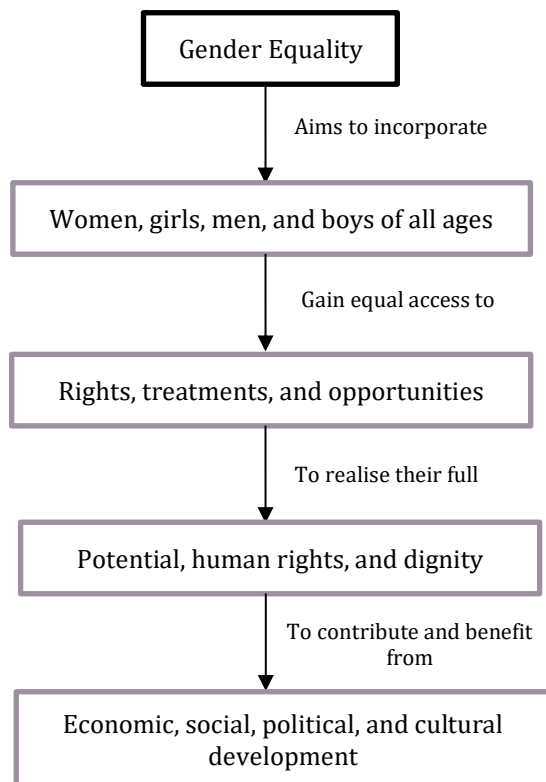 Gender Equality
Aims to incorporate
Women, girls, men, and boys of all ages
Gain equal access to
Rights, treatments, and opportunities
To realise their full
Potential, human rights, and dignity
To contribute and benefit
from
Economic, social, political, and cultural
development